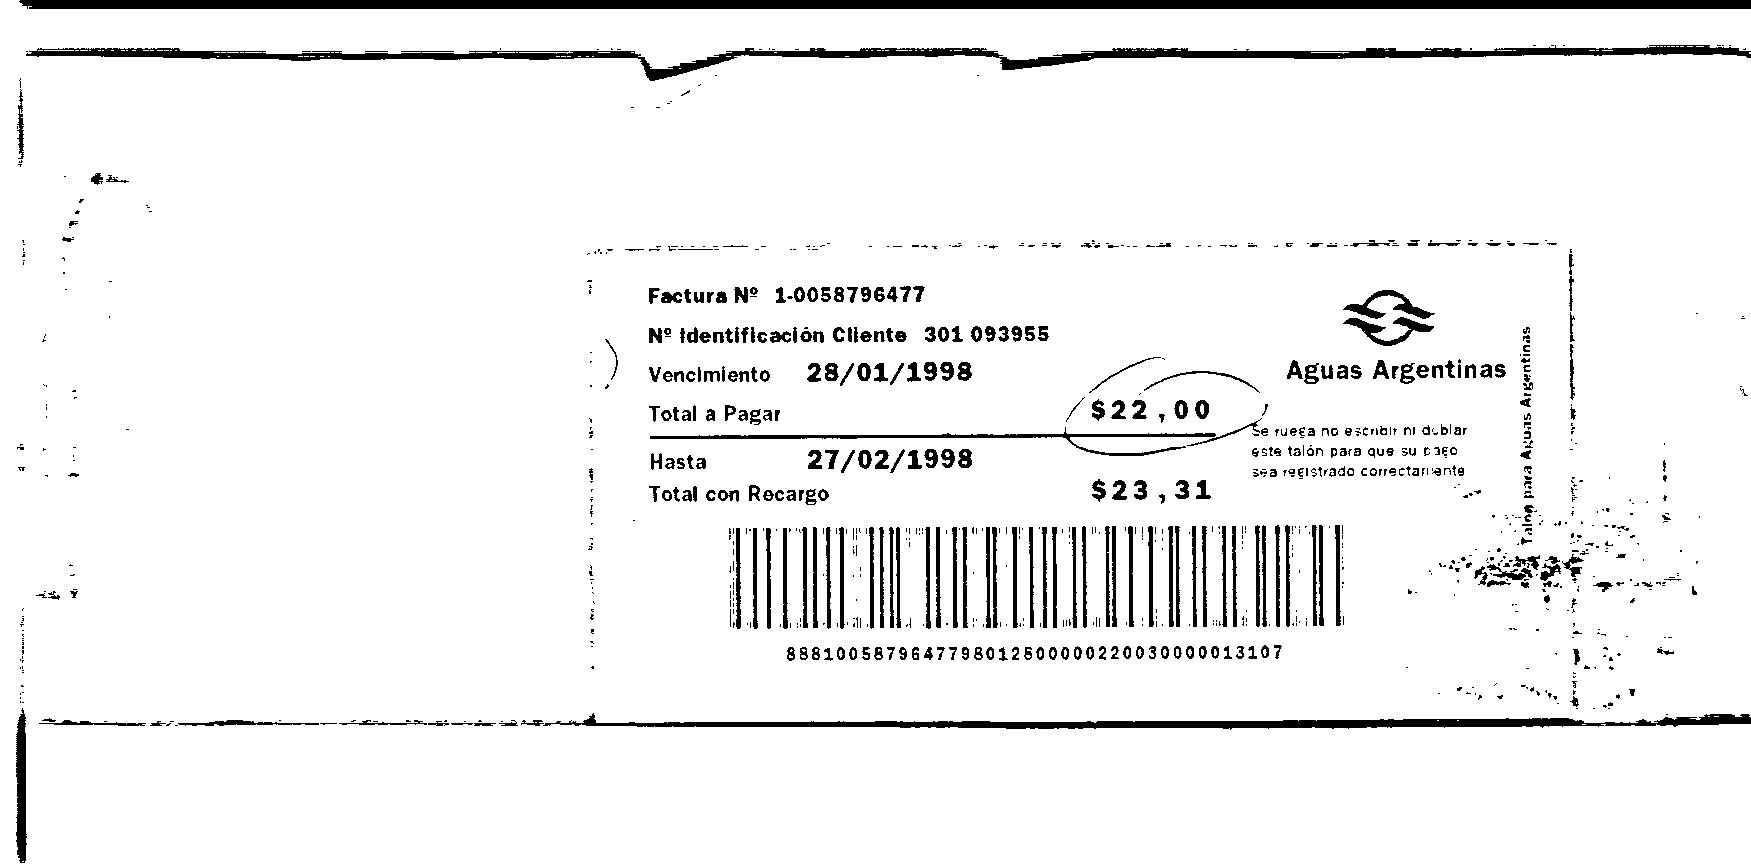 Factura Nº 1-0058796477
Nº Identificación Cliente 301 093955
Vencimiento 28/01/1998
Total a Pagar $22,00
Hasta 27/02/1998
Total con Recargo $23,31
Aguas Argentinas
Se ruega no escribir ni doblar
este talón para que su pago
sea registrado correctamente
Talón para Aguas Argentinas
888100587964779801280000022003000001310​7